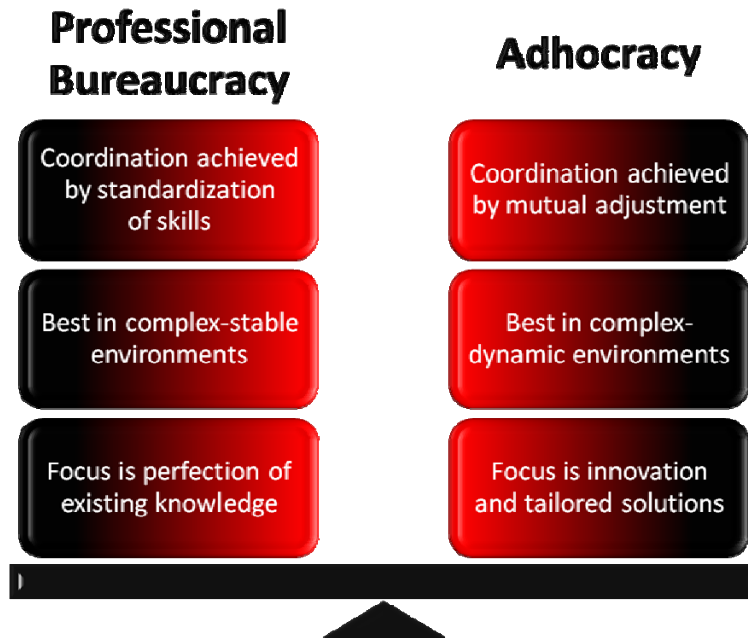 Professional
Bureaucracy
Coordination achieved
by standardization
of skills
Best in complex-stable
environments
Focus is perfection of
existing knowledge
Adhocracy
Coordination achieved
by mutual adjustment
Best in complex-
dynamic environments
Focus is innovation
and tailored solutions